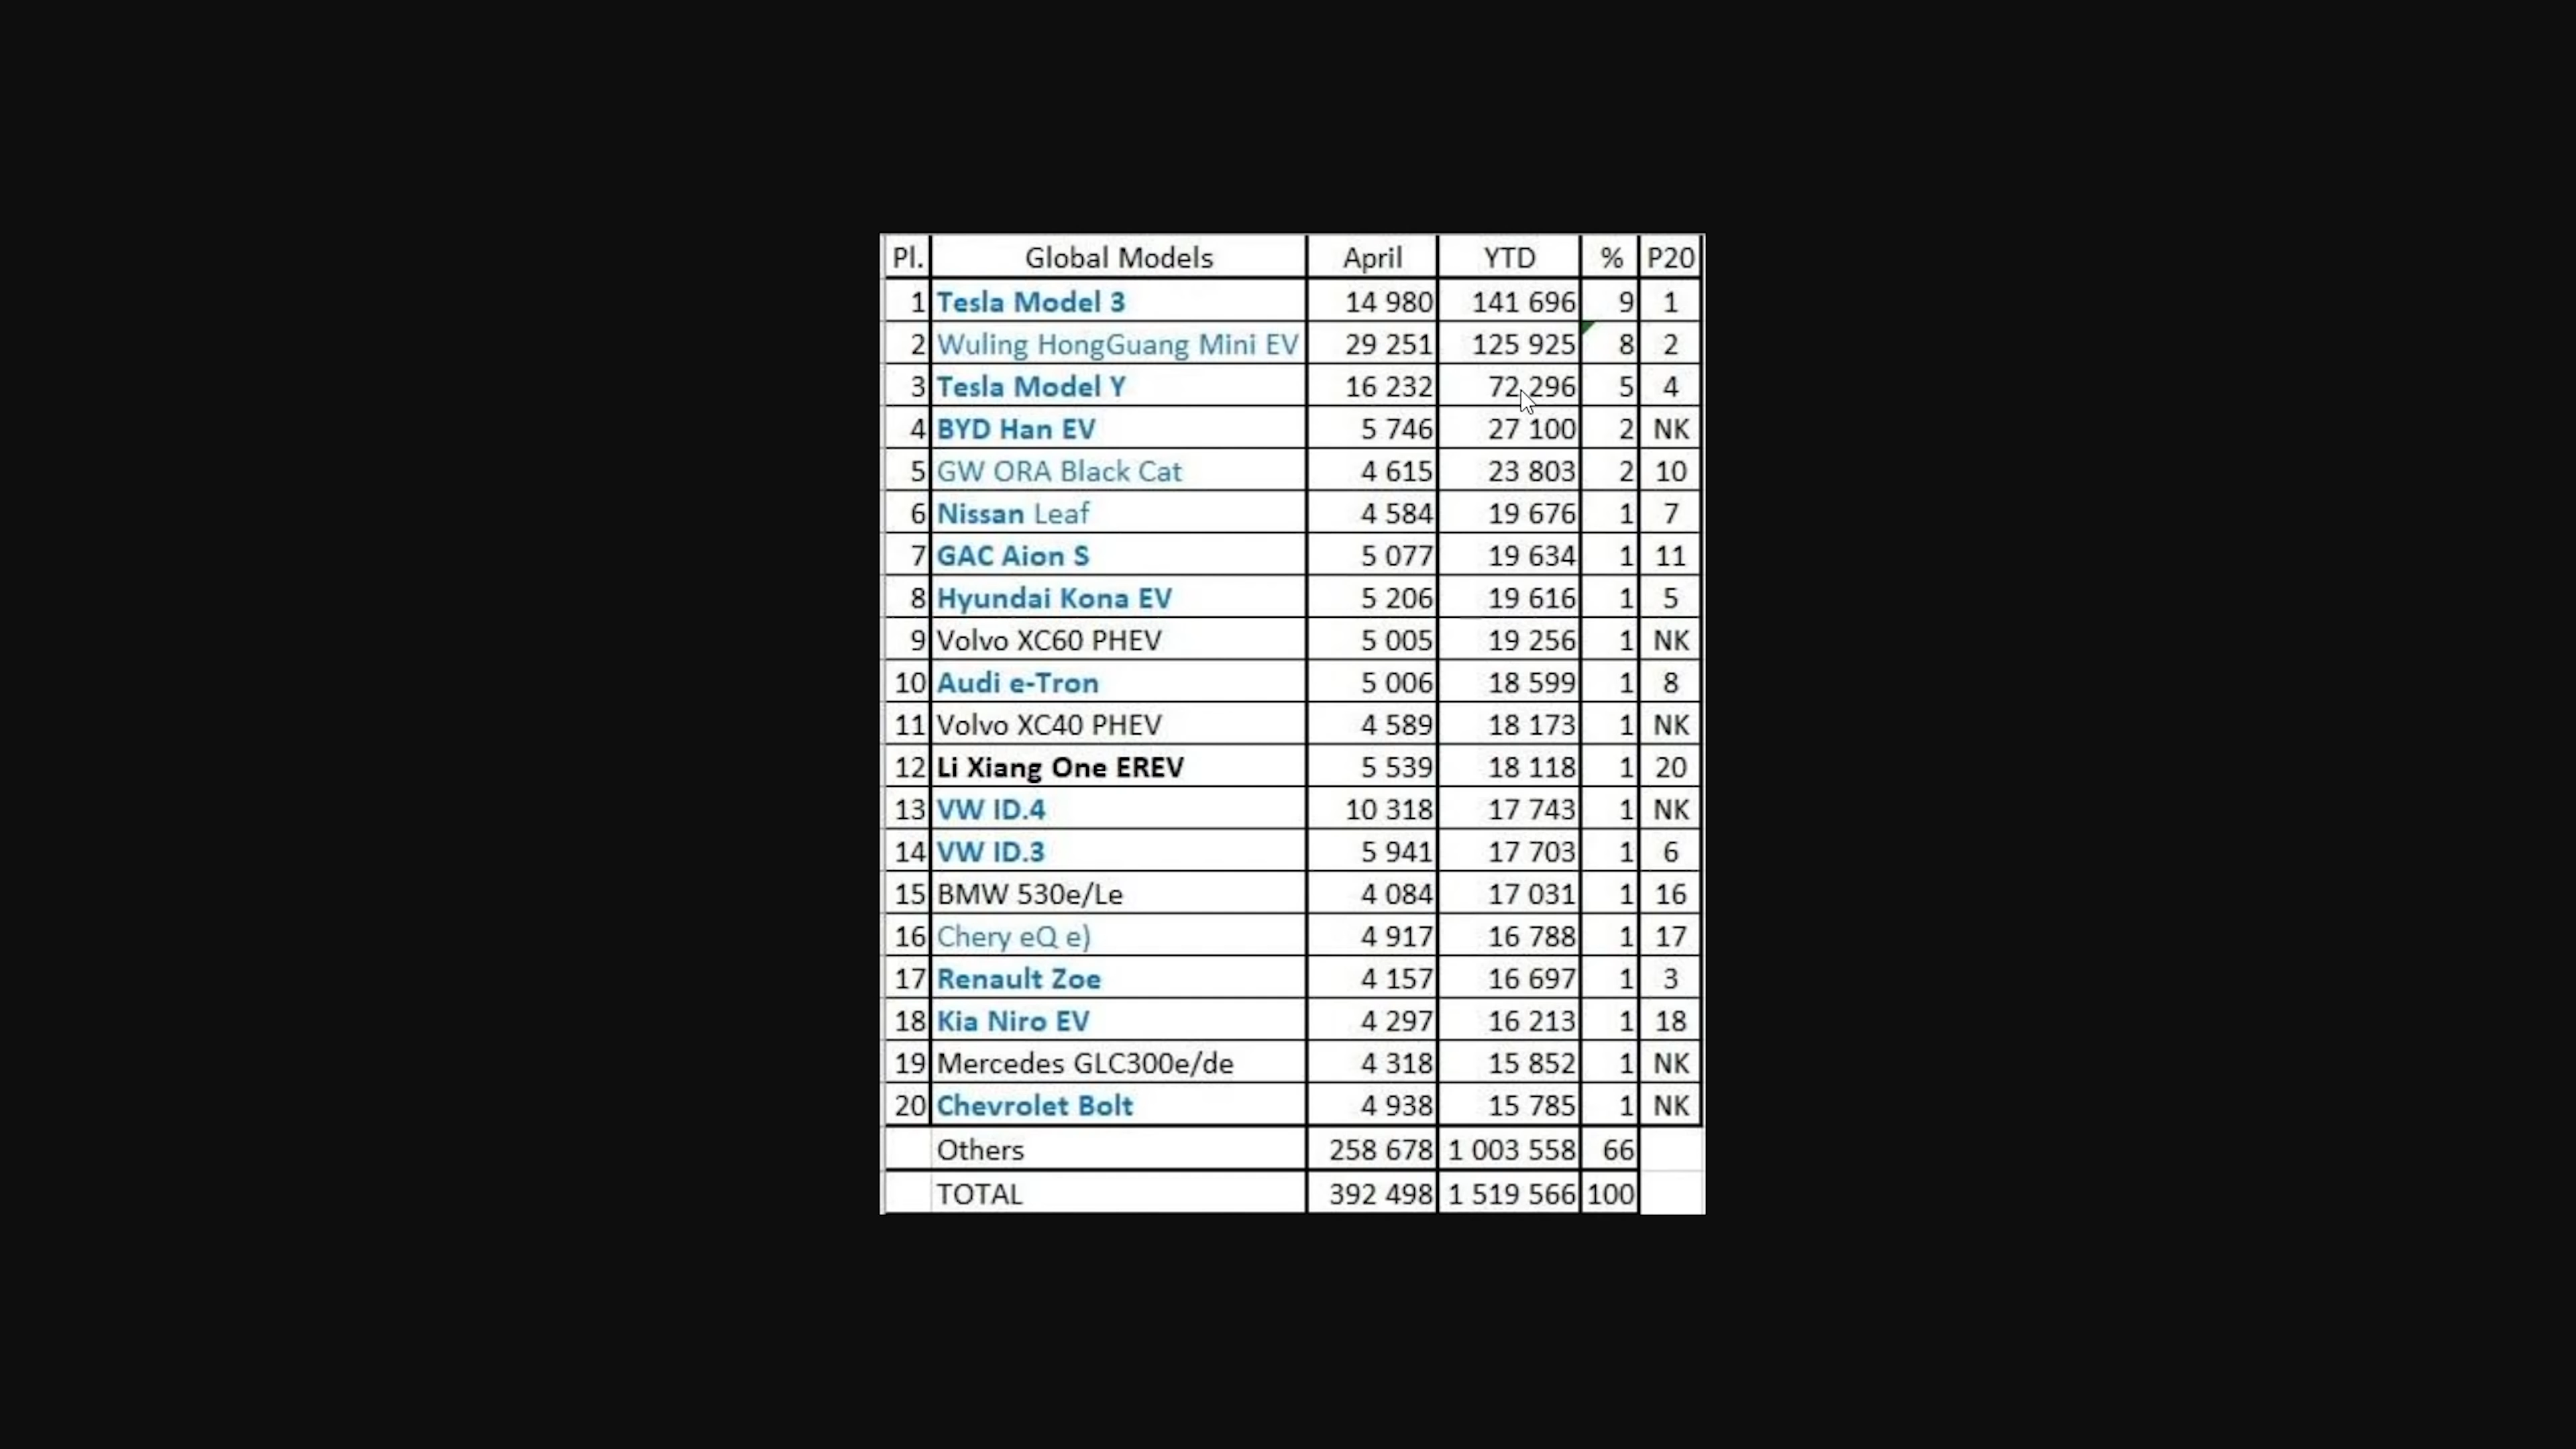 Pl. Global Models April YTD % P20
1 Tesla Model 3 14 980 141 696 9 1
2 Wuling HongGuang Mini EV 29 251 125 925 8 2
3 Tesla Model Y 16 232 72 296 5 4
4 BYD Han EV 5 746 27 100 2 NK
5 GW ORA Black Cat 4 615 23 803 2 10
6 Nissan Leaf 4 584 19 676 1 7
7 GAC Aion S 5 077 19 634 1 11
8 Hyundai Kona EV 5 206 19 616 1 5
9 Volvo XC60 PHEV 5 005 19 256 1 NK
10 Audi e-Tron 5 006 18 599 1 8
11 Volvo XC40 PHEV 4 589 18 173 1 NK
12 Li Xiang One EREV 5 539 18 118 1 20
13 VW ID.4 10 318 17 743 1 NK
14 VW ID.3 5 941 17 703 1 6
15 BMW 530e/Le 4 084 17 031 1 16
16 Chery eQ e) 4 917 16 788 1 17
17 Renault Zoe 4 157 16 697 1 3
18 Kia Niro EV 4 297 16 213 1 18
19 Mercedes GLC300e/de 4 318 15 852 1 NK
20 Chevrolet Bolt 4 938 15 785 1 NK
Others 258 678 1 003 558 66
TOTAL 392 498 1 519 566 100